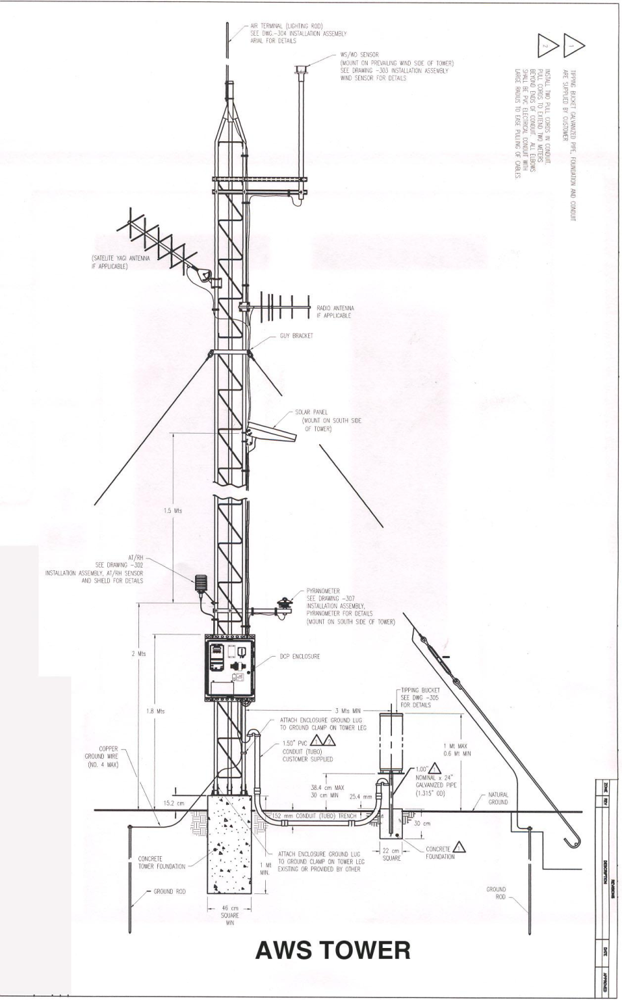 AIR TERMINAL (LIGHTING ROD)
SEE DWG.-304 INSTALLATION ASSEMBLY
ARIAL FOR DETAILS
WS/WO SENSOR
(MOUNT ON PREVAILING WIND SIDE OF TOWER)
SEE DRAWING -303 INSTALLATION ASSEMBLY
WIND SENSOR FOR DETAILS
1
TIPPING BUCKET GALVANIZED PIPE, FOUNDATION AND CONDUIT
ARE SUPPLIED BY CUSTOMER
2
INSTALL TWO PULL CORDS IN CONDUIT.
PULL CORDS TO EXTEND TWO METERS
BEYOND ENDS OF CONDUIT. ALL ELBOWS
SHALL BE PVC ELECTRICAL CONDUIT WITH
LARGE RADIUS TO EASE PULLING OF CABLES.
(SATELITE YAGI ANTENNA
IF APPLICABLE)
RADIO ANTENNA
IF APPLICABLE
GUY BRACKET
SOLAR PANEL
(MOUNT ON SOUTH SIDE
OF TOWER)
1.5 Mts
AT/RH
SEE DRAWING -302
INSTALLATION ASSEMBLY, AT/RH SENSOR
AND SHIELD FOR DETAILS
PYRANOMETER
SEE DRAWING -307
INSTALLATION ASSEMBLY,
PYRANOMETER FOR DETAILS
(MOUNT ON SOUTH SIDE OF TOWER)
2 Mts
DCP ENCLOSURE
1.8 Mts
TIPPING BUCKET
SEE DWG -305
FOR DETAILS
3 Mts MIN
ATTACH ENCLOSURE GROUND LUG
TO GROUND CLAMP ON TOWER LEG
1.50" PVC 1 2
CONDUIT (TUBO)
CUSTOMER SUPPLIED
1 Mt MAX
0.6 Mt MIN
COPPER
GROUND WIRE
(NO. 4 MAX)
1.00" 1
NOMINAL x 24"
GALVANIZED PIPE
(1.315" OD)
38.4 cm MAX
30 cm MIN
25.4 mm
NATURAL
GROUND
15.2 cm
152 mm CONDUIT (TUBO) TRENCH
30 cm
CONCRETE
TOWER FOUNDATION
ATTACH ENCLOSURE GROUND LUG
TO GROUND CLAMP ON TOWER LEG
EXISTING OR PROVIDED BY OTHER
22 cm
SQUARE
CONCRETE 1
FOUNDATION
1 Mt
MIN.
GROUND ROD
GROUND
ROD
46 cm
SQUARE
MIN
AWS TOWER
REVISIONS
ZONE
REV
DESCRIPTION
DATE
APPROVED